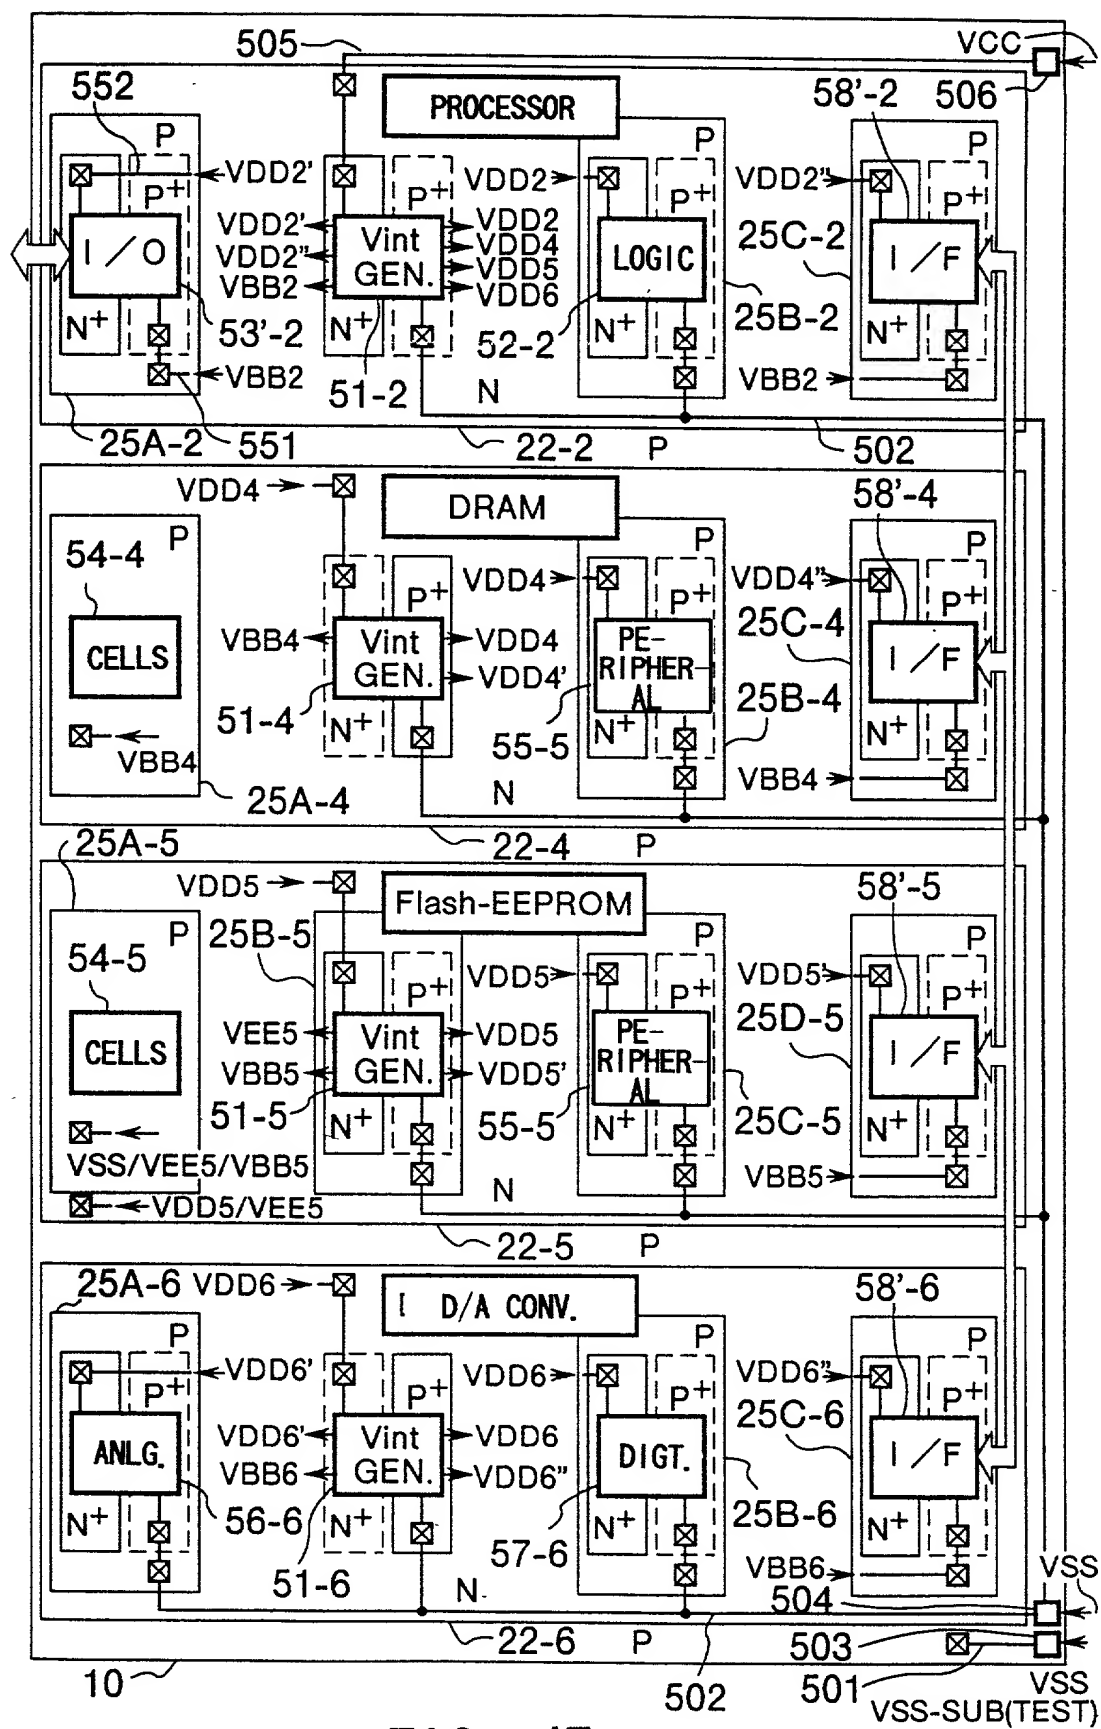 505
VCC
506
552
PROCESSOR
58'-2
P
P
P
VDD2'
P+
P+
VDD2
P+
VDD2"
P+
VDD2'
VDD2"
VBB2
Vint
GEN.
VDD2
VDD4
VDD5
VDD6
I/O
LOGIC
25C-2
I/F
N+
53'-2
N+
51-2
52-2
N+
25B-2
N+
VBB2
VBB2
N
25A-2
551
22-2
P
502
VDD4
DRAM
58'-4
P
P
P
54-4
CELLS
P+
VDD4
P+
VDD4"
P+
25C-4
VBB4
Vint
GEN.
VDD4
VDD4'
PE-
RIPHER-
AL
I/F
51-4
N+
55-5
N+
25B-4
N+
VBB4
VBB4
25A-4
N
22-4
P
25A-5
VDD5
Flash-EEPROM
58'-5
P
25B-5
P
P
54-5
CELLS
P+
VDD5
P+
VDD5'
P+
25D-5
VEE5
VBB5
Vint
GEN.
VDD5
VDD5'
PE-
RIPHER-
AL
I/F
51-5
N+
55-5
N+
25C-5
N+
VSS/VEE5/VBB5
VBB5
VDD5/VEE5
N
22-5
P
25A-6
VDD6
I D/A CONV.
58'-6
P
P
P
VDD6'
P+
P+
VDD6
P+
VDD6"
P+
25C-6
ANLG.
VDD6'
VBB6
Vint
GEN.
VDD6
VDD6"
DIGT.
I/F
N+
56-6
N+
51-6
57-6
N+
25B-6
N+
VBB6
N
504
VSS
22-6
P
503
10
502
501
VSS
VSS-SUB(TEST)